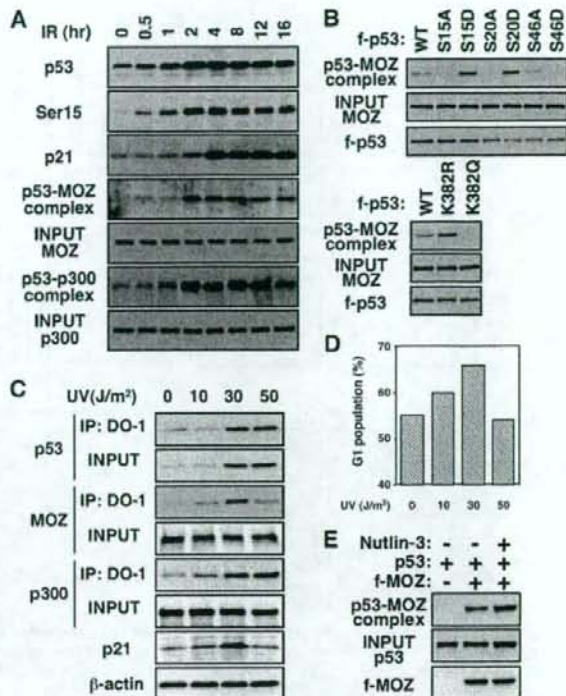 A
IR (hr)
0 0.5 1 2 4 8 12 16
p53
Ser15
p21
p53-MOZ
complex
INPUT
MOZ
p53-p300
complex
INPUT
p300
B
f-p53: WT S15A S15D S20A S20D S46A S46D
p53-MOZ
complex
INPUT
MOZ
f-p53
f-p53: WT K382R K382Q
p53-MOZ
complex
INPUT
MOZ
f-p53
C
UV(J/m²) 0 10 30 50
p53
IP: DO-1
INPUT
MOZ
IP: DO-1
INPUT
p300
IP: DO-1
INPUT
p21
β-actin
D
G1 population (%)
70
60
50
40
UV (J/m²) 0 10 30 50
E
Nutlin-3: - - +
p53: + + +
f-MOZ: - + +
p53-MOZ
complex
INPUT
p53
f-MOZ